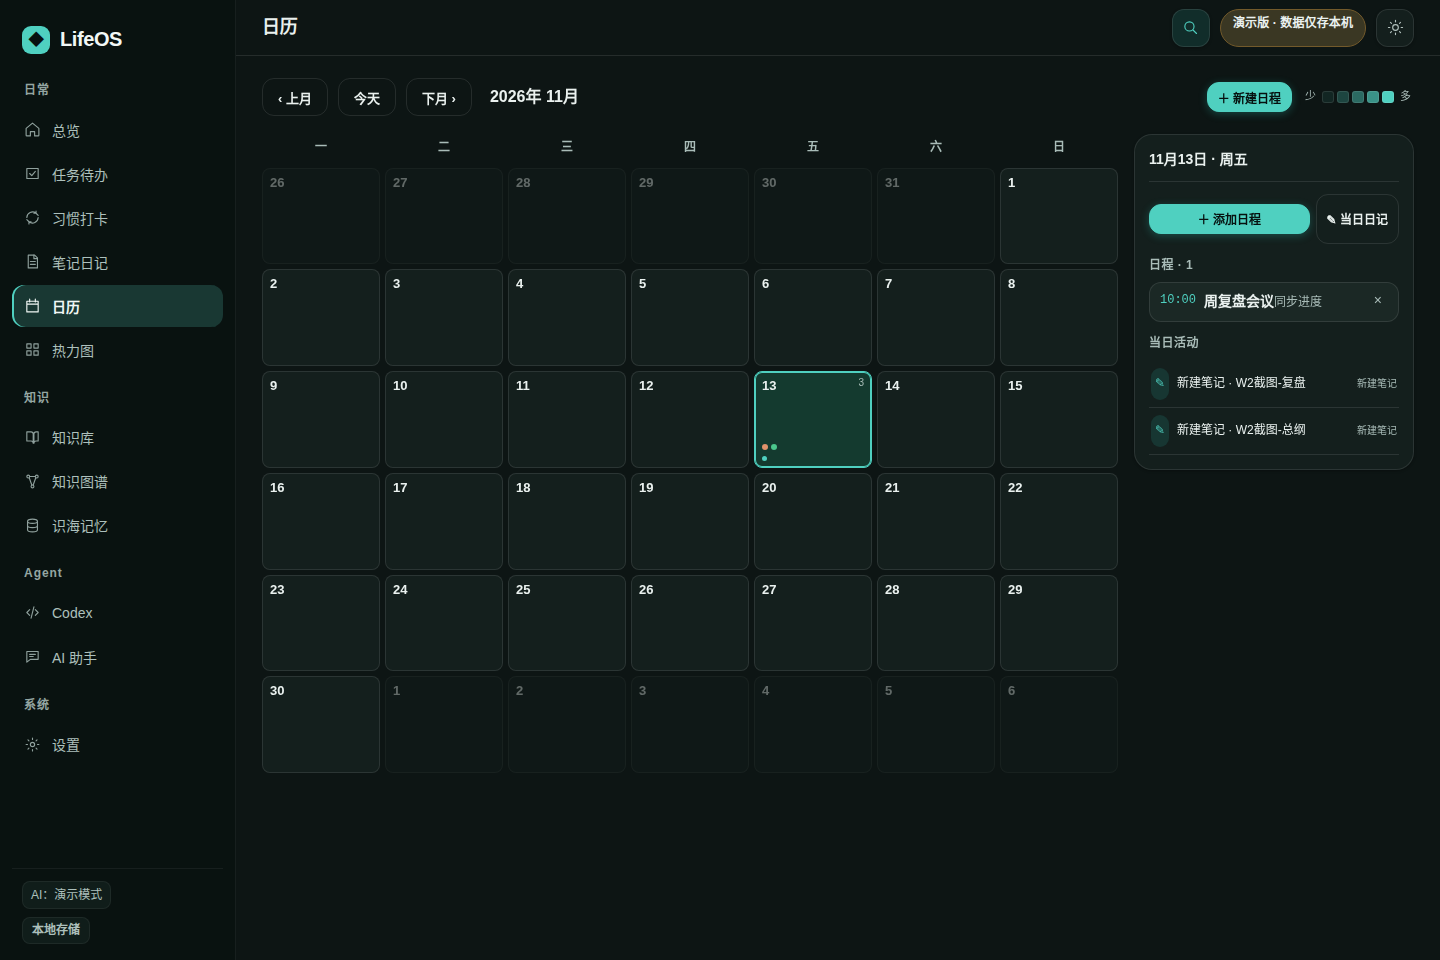 LifeOS
日常
总览
任务待办
习惯打卡
笔记日记
日历
热力图
知识
知识库
知识图谱
识海记忆
Agent
Codex
AI 助手
系统
设置
AI：演示模式
本地存储
日历
演示版 · 数据仅存本机
‹ 上月 今天 下月 › 2026年 11月
＋ 新建日程 少 多
一 二 三 四 五 六 日
26 27 28 29 30 31 1
2 3 4 5 6 7 8
9 10 11 12 13 3 14 15
16 17 18 19 20 21 22
23 24 25 26 27 28 29
30 1 2 3 4 5 6
11月13日 · 周五
＋ 添加日程 ✎ 当日日记
日程 · 1
10:00 周复盘会议同步进度 ×
当日活动
✎ 新建笔记 · W2截图-复盘 新建笔记
✎ 新建笔记 · W2截图-总纲 新建笔记